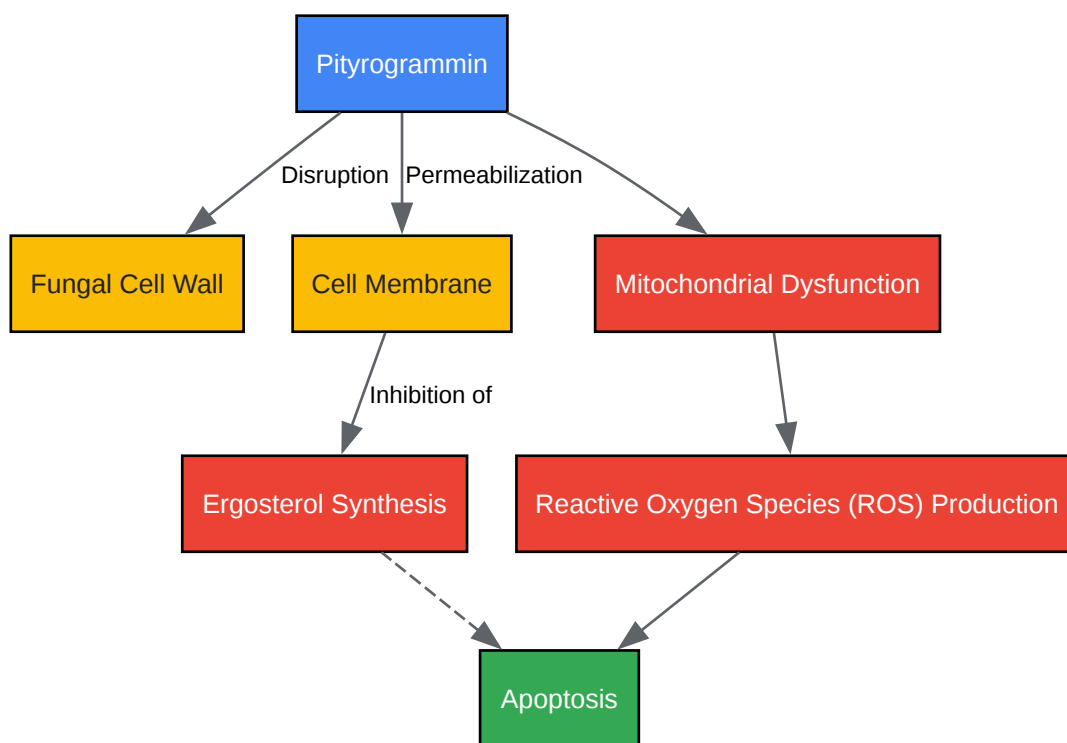 Pityrogrammin
Disruption
Permeabilization
Fungal Cell Wall
Cell Membrane
Mitochondrial Dysfunction
Inhibition of
Ergosterol Synthesis
Reactive Oxygen Species (ROS) Production
Apoptosis